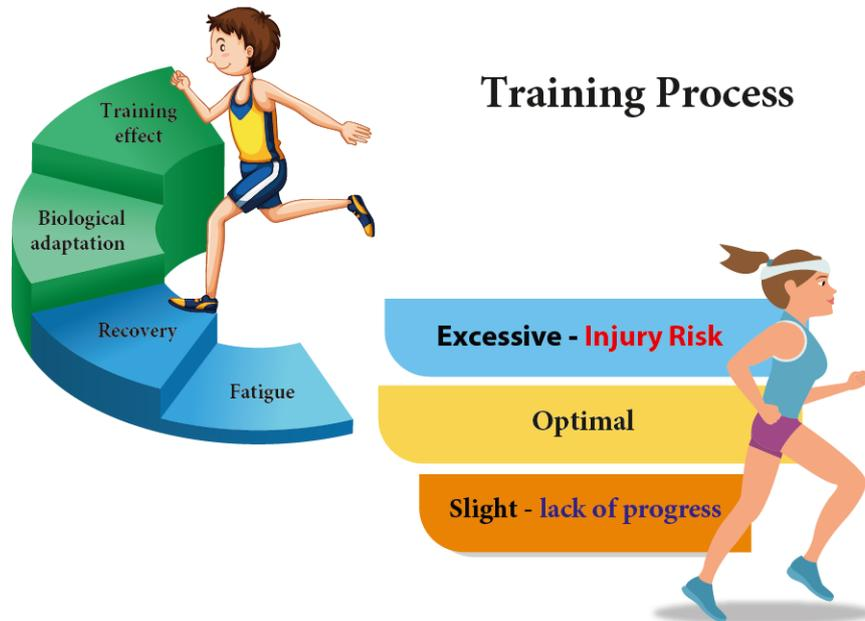 Training Process
Training
effect
Biological
adaptation
Recovery
Fatigue
Excessive - Injury Risk
Optimal
Slight - lack of progress